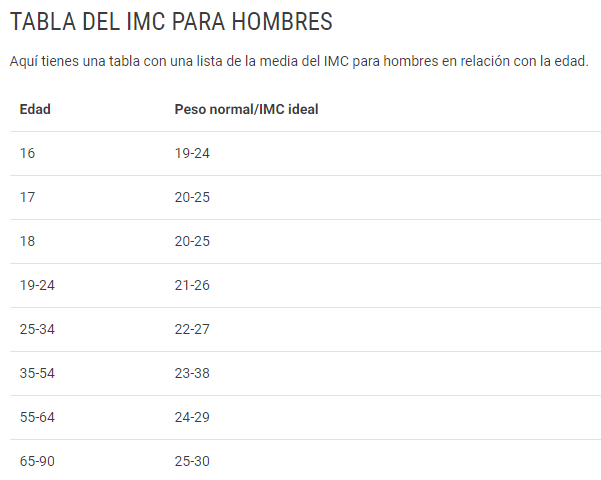 TABLA DEL IMC PARA HOMBRES
Aquí tienes una tabla con una lista de la media del IMC para hombres en relación con la edad.
Edad Peso normal/IMC ideal
16 19-24
17 20-25
18 20-25
19-24 21-26
25-34 22-27
35-54 23-38
55-64 24-29
65-90 25-30